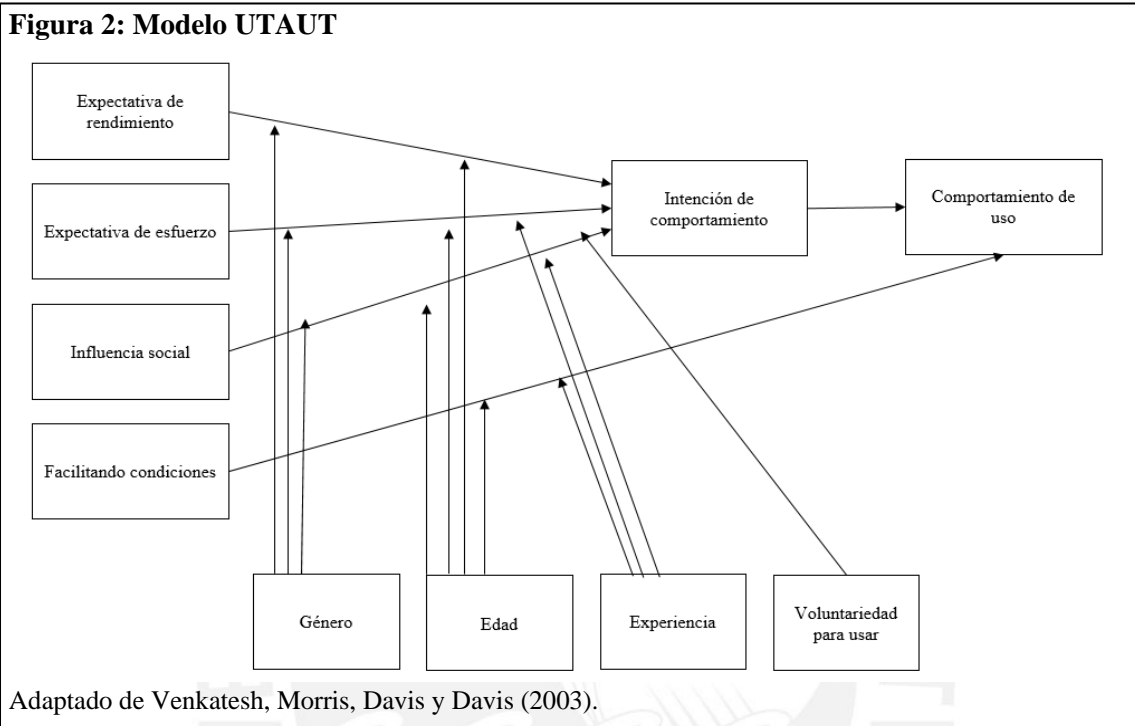 Figura 2: Modelo UTAUT
Expectativa de
rendimiento
Expectativa de esfuerzo
Influencia social
Facilitando condiciones
Intención de
comportamiento
Comportamiento de
uso
Género
Edad
Experiencia
Voluntariedad
para usar
Adaptado de Venkatesh, Morris, Davis y Davis (2003).